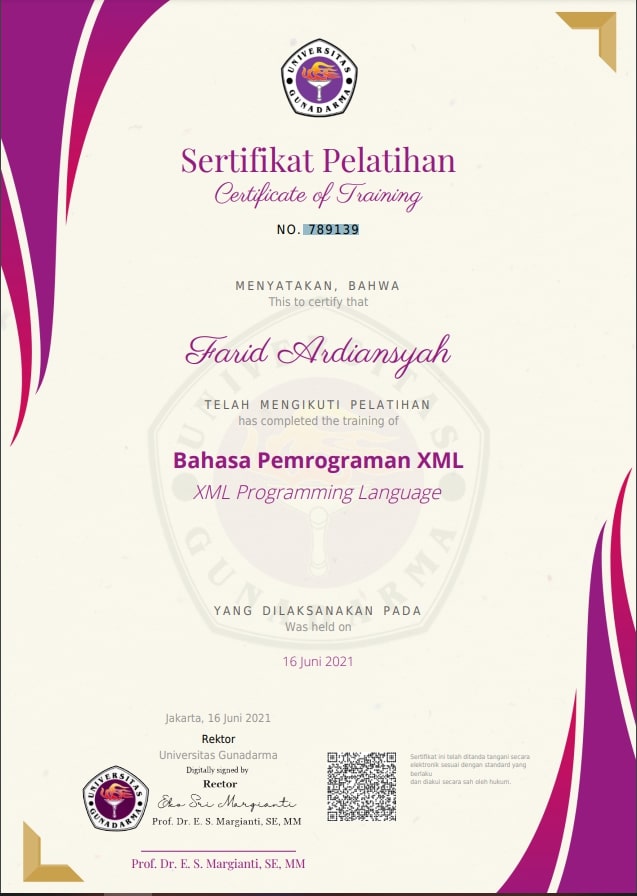 UNIVERSITAS
GUNADARMA
Sertifikat Pelatihan
Certificate of Training
NO. 789139
MENYATAKAN, BAHWA
This to certify that
Farid Ardiansyah
TELAH MENGIKUTI PELATIHAN
has completed the training of
Bahasa Pemrograman XML
XML Programming Language
UNIVERSITAS
GUNADARMA
YANG DILAKSANAKAN PADA
Was held on
16 Juni 2021
Jakarta, 16 Juni 2021
Rektor
Universitas Gunadarma
Digitally signed by
Rector
Eko Sri Margianti
Prof. Dr. E. S. Margianti, SE, MM
UNIVERSITAS
GUNADARMA
Prof. Dr. E. S. Margianti, SE, MM
Sertifikat ini telah ditanda tangani secara
elektronik sesuai dengan standard yang
berlaku
dan diakui secara sah oleh hukum.